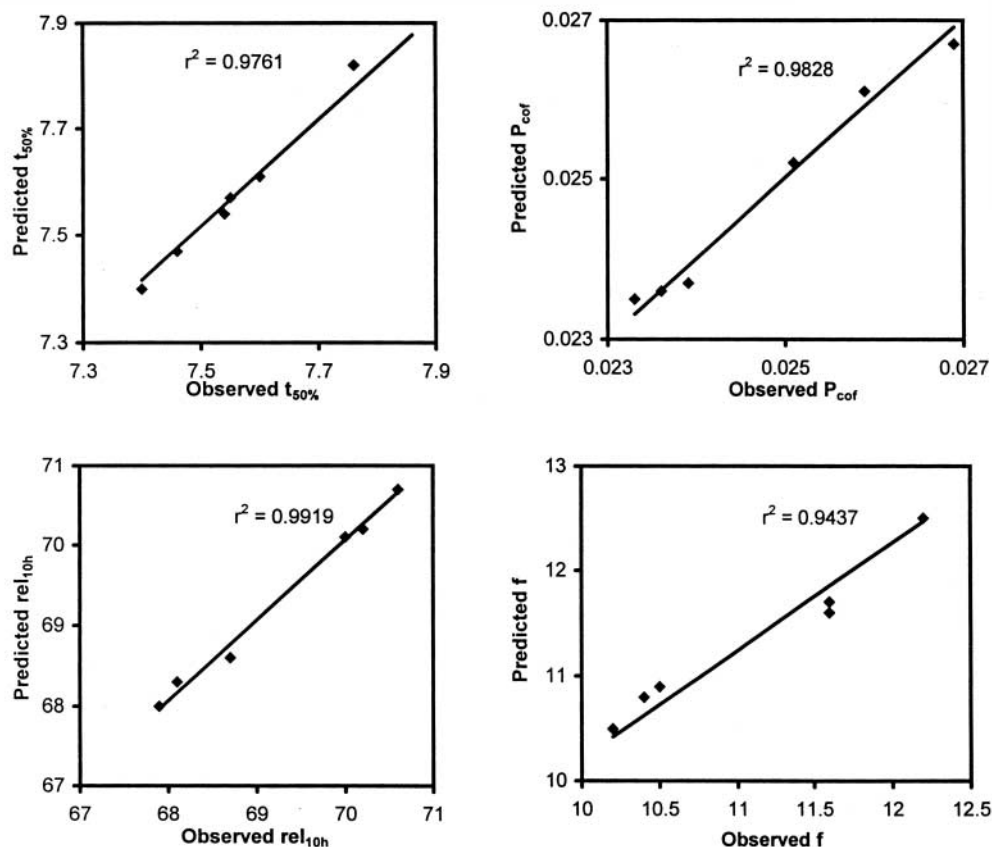 7.9
r² = 0.9761
7.7
7.5
7.3
7.3 7.5 7.7 7.9
Predicted t50%
Observed t50%
0.027
r² = 0.9828
0.025
0.023
0.023 0.025 0.027
Predicted Pcof
Observed Pcof
71
r² = 0.9919
70
69
68
67
67 68 69 70 71
Predicted rel10h
Observed rel10h
13
r² = 0.9437
12
11
10
10 10.5 11 11.5 12 12.5
Predicted f
Observed f